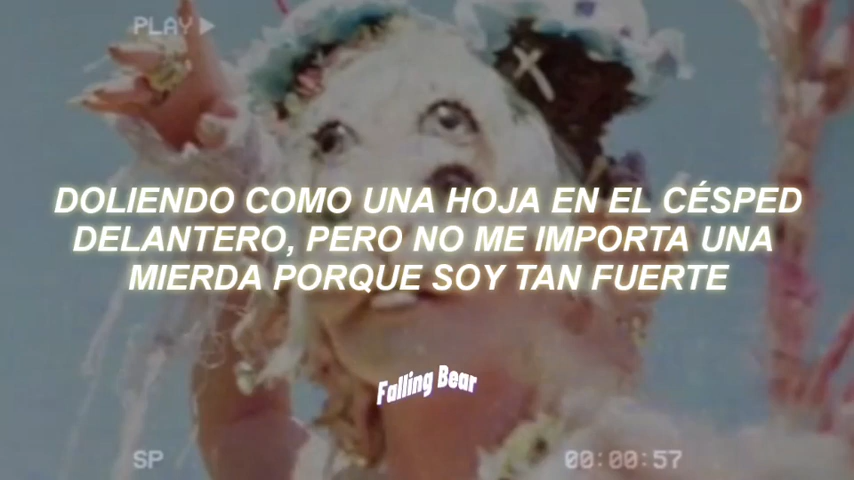 PLAY
DOLIENDO COMO UNA HOJA EN EL CÉSPED
DELANTERO, PERO NO ME IMPORTA UNA
MIERDA PORQUE SOY TAN FUERTE
Falling Bear
SP
00:00:57